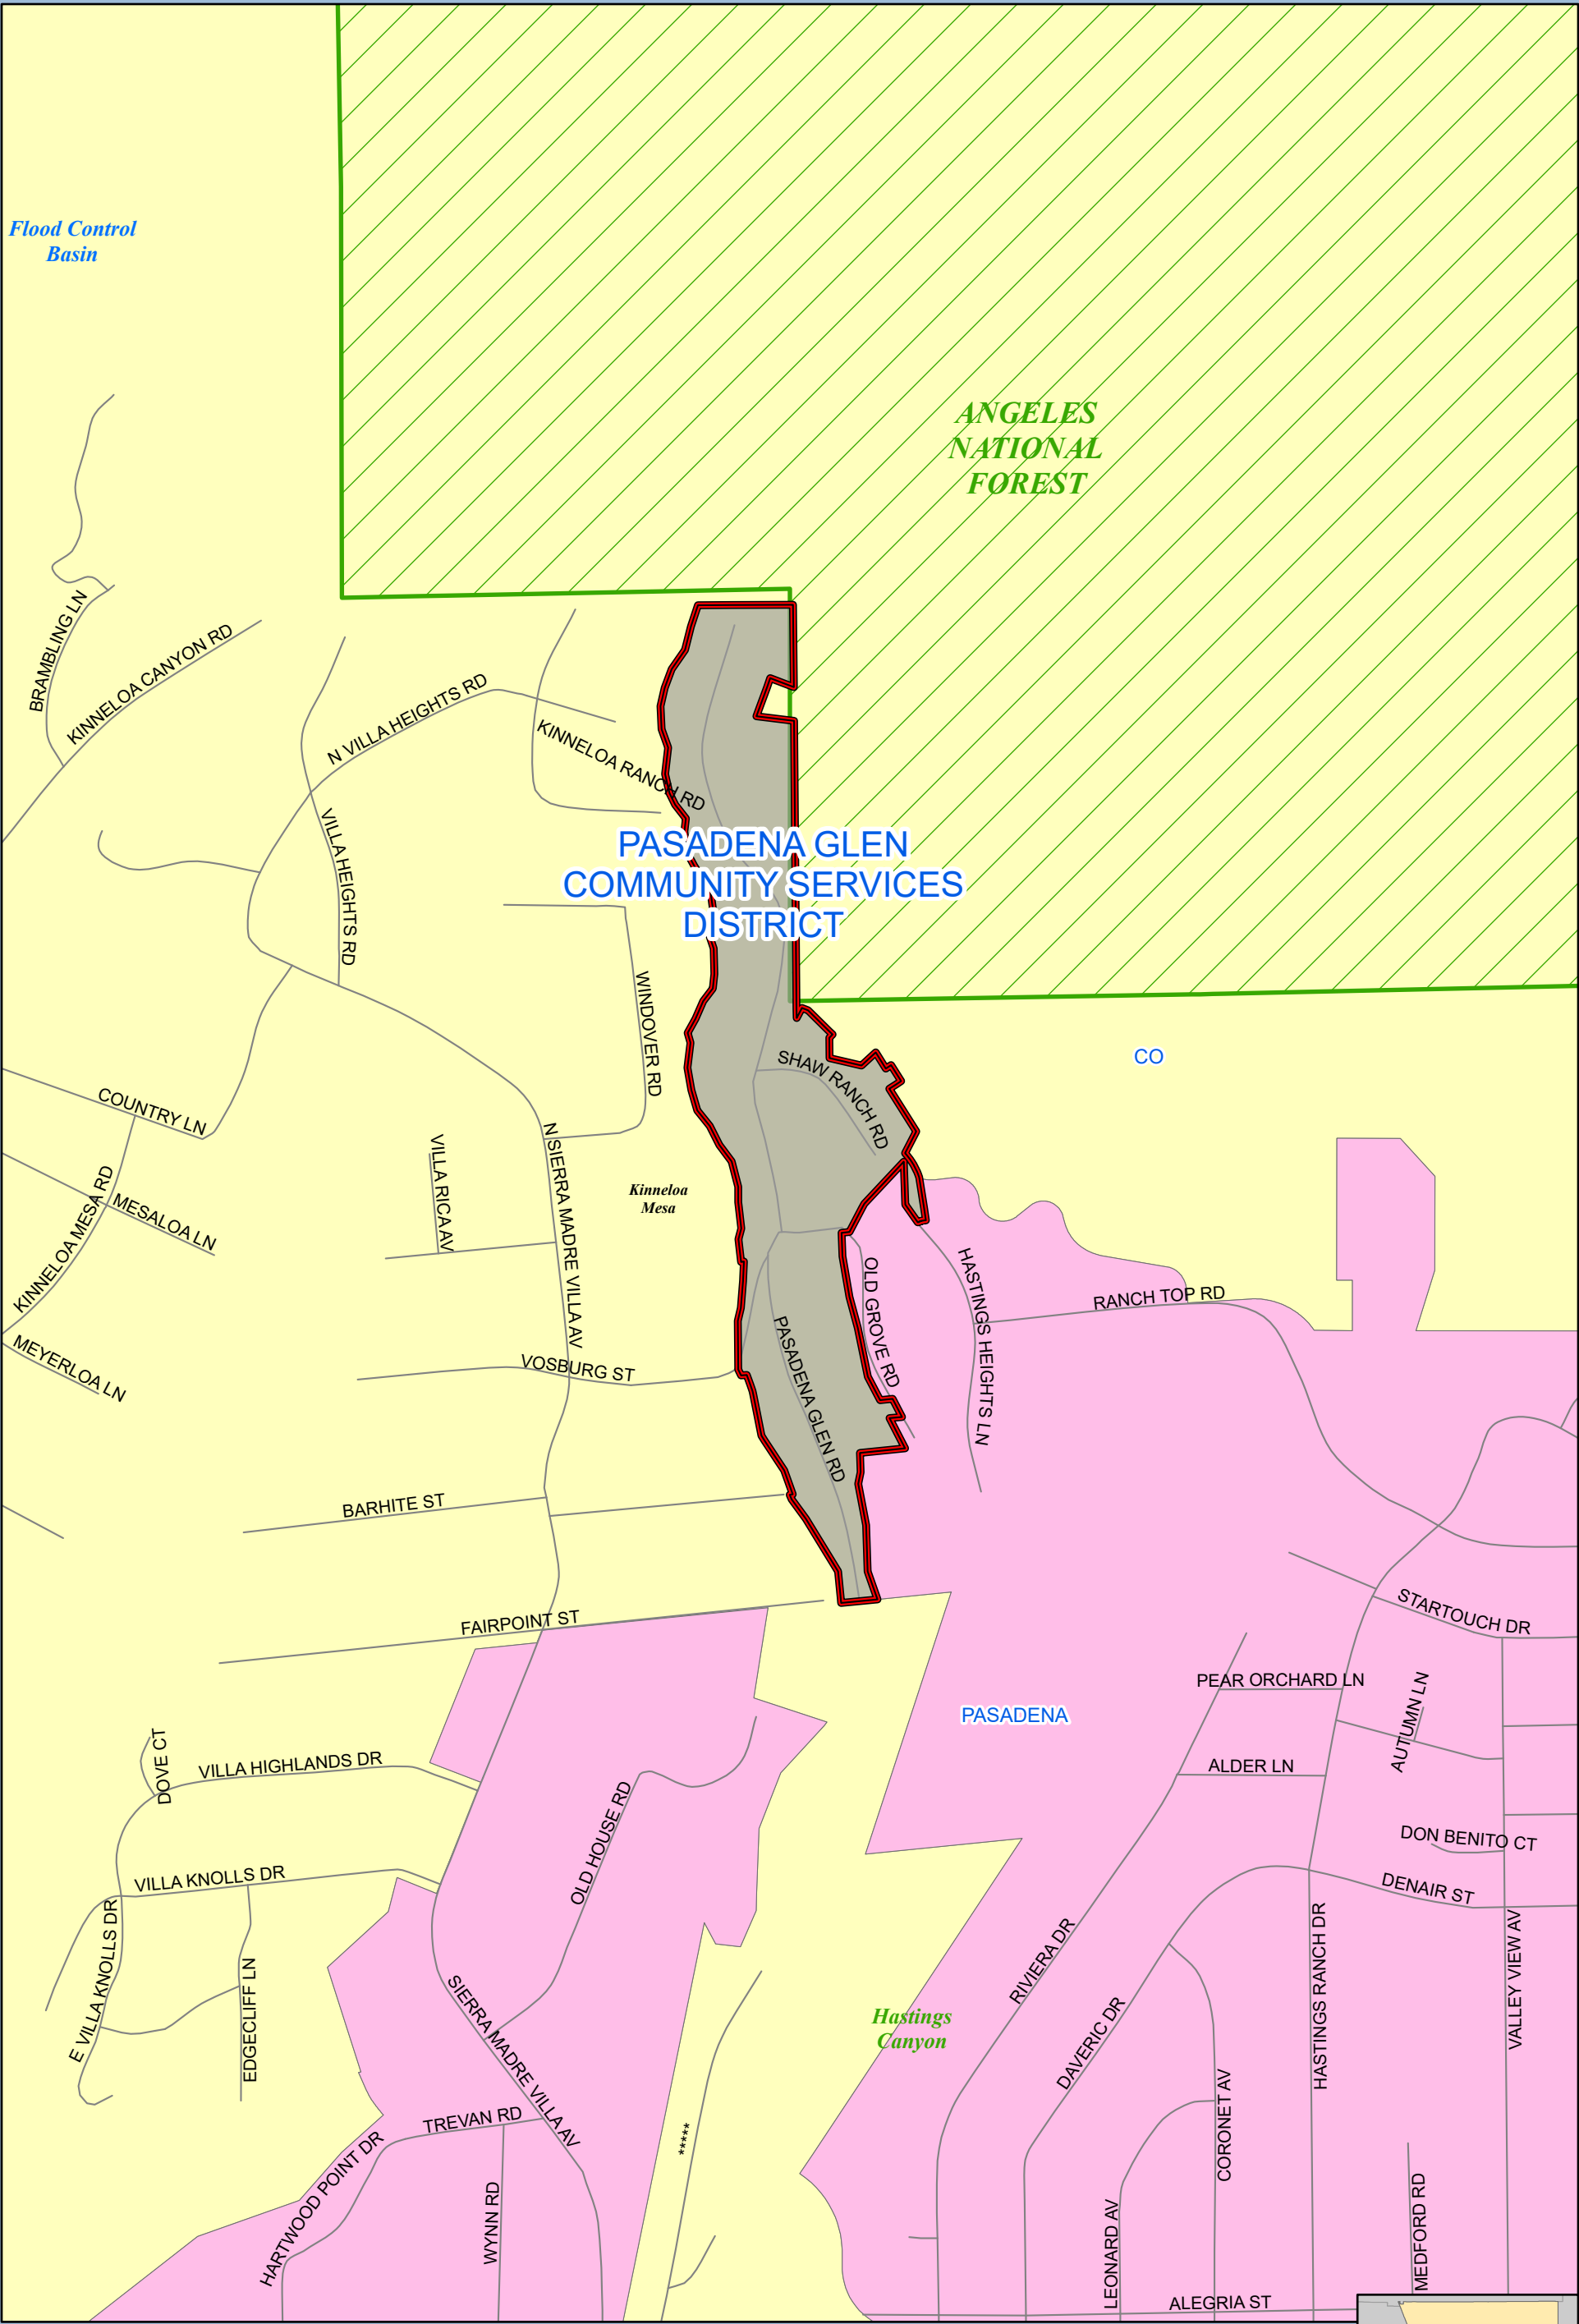 Flood Control
Basin
ANGELES
NATIONAL
FOREST
BRAMBLING LN
KINNELOA CANYON RD
N VILLA HEIGHTS RD
KINNELOA RANCH RD
VILLA HEIGHTS RD
PASADENA GLEN
COMMUNITY SERVICES
DISTRICT
WINDOVER RD
SHAW RANCH RD
CO
COUNTRY LN
N SIERRA MADRE VILLA AV
VILLA RICA AV
Kinneloa
Mesa
KINNELOA MESA RD
MESALOA LN
MEYERLOA LN
OLD GROVE RD
HASTINGS HEIGHTS LN
RANCH TOP RD
PASADENA GLEN RD
VOSBURG ST
BARHITE ST
FAIRPOINT ST
STARTOUCH DR
PEAR ORCHARD LN
AUTUMN LN
PASADENA
DOVE CT
VILLA HIGHLANDS DR
ALDER LN
OLD HOUSE RD
DON BENITO CT
VILLA KNOLLS DR
DENAIR ST
E VILLA KNOLLS DR
EDGECLIFF LN
RIVIERA DR
HASTINGS RANCH DR
VALLEY VIEW AV
SIERRA MADRE VILLA AV
Hastings
Canyon
DAVERIC DR
CORONET AV
TREVAN RD
*****
HARTWOOD POINT DR
WYNN RD
LEONARD AV
MEDFORD RD
ALEGRIA ST